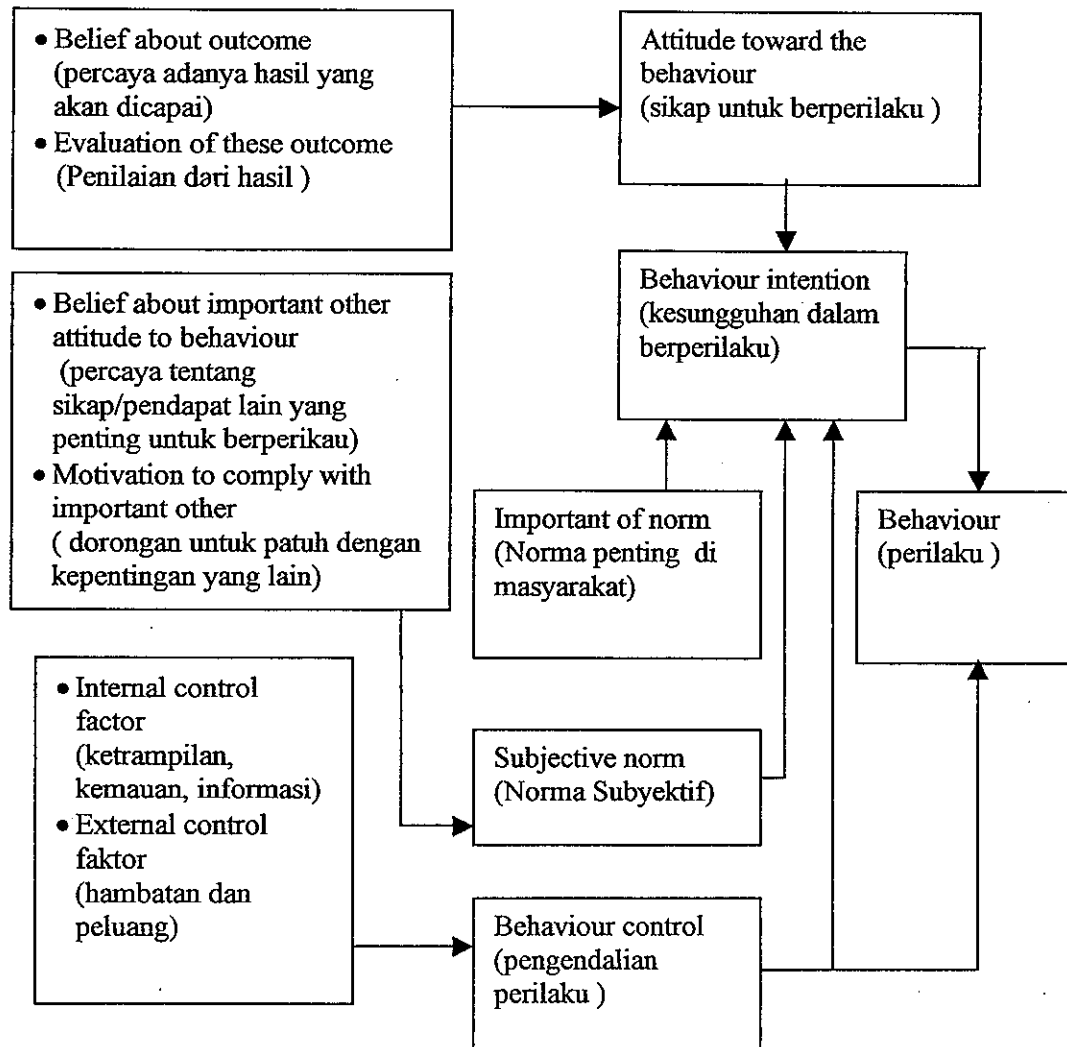 • Belief about outcome
(percaya adanya hasil yang
akan dicapai)
• Evaluation of these outcome
(Penilaian dari hasil )
Attitude toward the
behaviour
(sikap untuk berperilaku )
Behaviour intention
(kesungguhan dalam
berperilaku)
• Belief about important other
attitude to behaviour
(percaya tentang
sikap/pendapat lain yang
penting untuk berperikau)
• Motivation to comply with
important other
( dorongan untuk patuh dengan
kepentingan yang lain)
Important of norm
(Norma penting di
masyarakat)
Behaviour
(perilaku )
• Internal control
factor
(ketrampilan,
kemauan, informasi)
• External control
faktor
(hambatan dan
peluang)
Subjective norm
(Norma Subyektif)
Behaviour control
(pengendalian
perilaku )